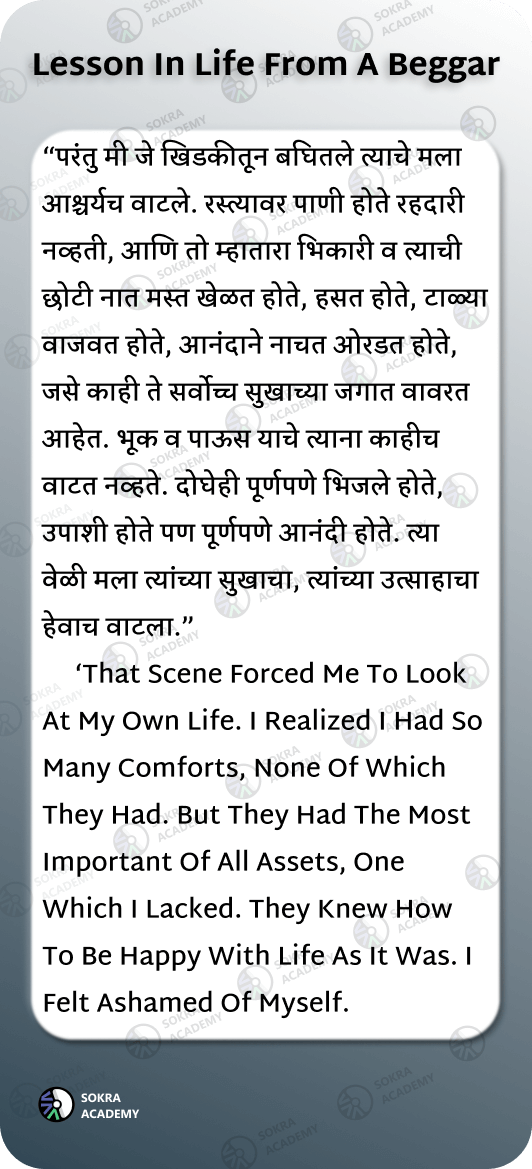 Lesson In Life From A Beggar
“परंतु मी जे खिडकीतून बघितले त्याचे मला
आश्चर्यच वाटले. रस्त्यावर पाणी होते रहदारी
नव्हती, आणि तो म्हातारा भिकारी व त्याची
छोटी नात मस्त खेळत होते, हसत होते, टाळ्या
वाजवत होते, आनंदाने नाचत ओरडत होते,
जसे काही ते सर्वोच्च सुखाच्या जगात वावरत
आहेत. भूक व पाऊस याचे त्याना काहीच
वाटत नव्हते. दोघेही पूर्णपणे भिजले होते,
उपाशी होते पण पूर्णपणे आनंदी होते. त्या
वेळी मला त्यांच्या सुखाचा, त्यांच्या उत्साहाचा
हेवाच वाटला.”
‘That Scene Forced Me To Look
At My Own Life. I Realized I Had So
Many Comforts, None Of Which
They Had. But They Had The Most
Important Of All Assets, One
Which I Lacked. They Knew How
To Be Happy With Life As It Was. I
Felt Ashamed Of Myself.
SOKRA
ACADEMY